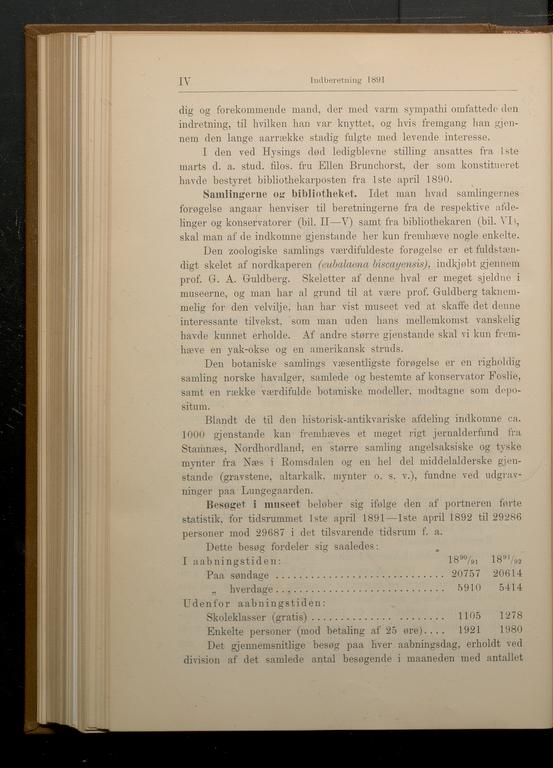 IV Indberetning 1891
dig og forekommende mand, der med varm sympathi omfattede den
indretning, til hvilken han var knyttet, og hvis fremgang han gjen-
nem den lange aarrække stadig fulgte med levende interesse.
I den ved Hysings død ledigblevne stilling ansattes fra 1ste
marts d. a. stud. filos. fru Ellen Brunchorst, der som konstitueret
havde bestyret bibliothekarposten fra 1ste april 1890.
Samlingerne og bibliotheket. Idet man hvad samlingernes
forøgelse angaar henviser til beretningerne fra de respektive afde-
linger og konservatorer (bil. II—V) samt fra bibliothekaren (bil. VI),
skal man af de indkomne gjenstande her kun fremhæve nogle enkelte.
Den zoologiske samlings værdifuldeste forøgelse er et fuldstæn-
digt skelet af nordkaperen (eubalaena biscayensis), indkjøbt gjennem
prof. G. A. Guldberg. Skeletter af denne hval er meget sjeldne i
museerne, og man har al grund til at være prof. Guldberg taknem-
melig for den velvilje, han har vist museet ved at skaffe det denne
interessante tilvekst, som man uden hans mellemkomst vanskelig
havde kunnet erholde. Af andre større gjenstande skal vi kun frem-
hæve en yak-okse og en amerikansk struds.
Den botaniske samlings væsentligste forøgelse er en righoldig
samling norske havalger, samlede og bestemte af konservator Foslie,
samt en række værdifulde botaniske modeller, modtagne som depo-
situm.
Blandt de til den historisk-antikvariske afdeling indkomne ca.
1000 gjenstande kan fremhæves et meget rigt jernalderfund fra
Stamnæs, Nordhordland, en større samling angelsaksiske og tyske
mynter fra Næs i Romsdalen og en hel del middelalderske gjen-
stande (gravstene, altarkalk, mynter o. s. v.), fundne ved udgrav-
ninger paa Lungegaarden.
Besøget i museet beløber sig ifølge den af portneren førte
statistik, for tidsrummet 1ste april 1891—1ste april 1892 til 29286
personer mod 29687 i det tilsvarende tidsrum f. a.
Dette besøg fordeler sig saaledes:
I aabningstiden: 18⁹⁰/₉₁ 18⁹¹/₉₂
Paa søndage ............................ 20757 20614
„ hverdage ............................ 5910 5414
Udenfor aabningstiden:
Skoleklasser (gratis) ...................... 1105 1278
Enkelte personer (mod betaling af 25 øre).... 1921 1980
Det gjennemsnitlige besøg paa hver aabningsdag, erholdt ved
division af det samlede antal besøgende i maaneden med antallet